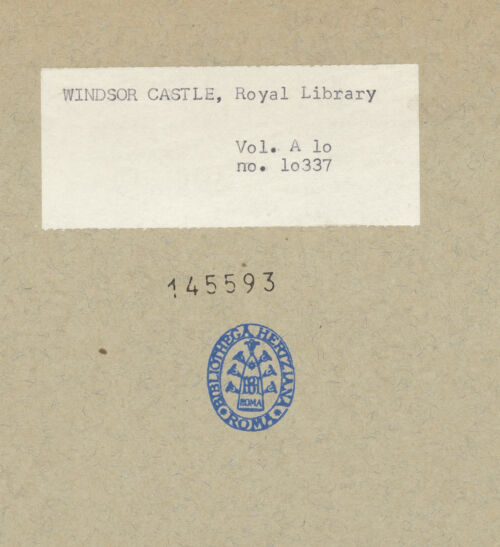 WINDSOR CASTLE, Royal Library
Vol. A lo
no. lo337
145593
BIBLIOTHECA HERTZIANA
ROMA
ROMA